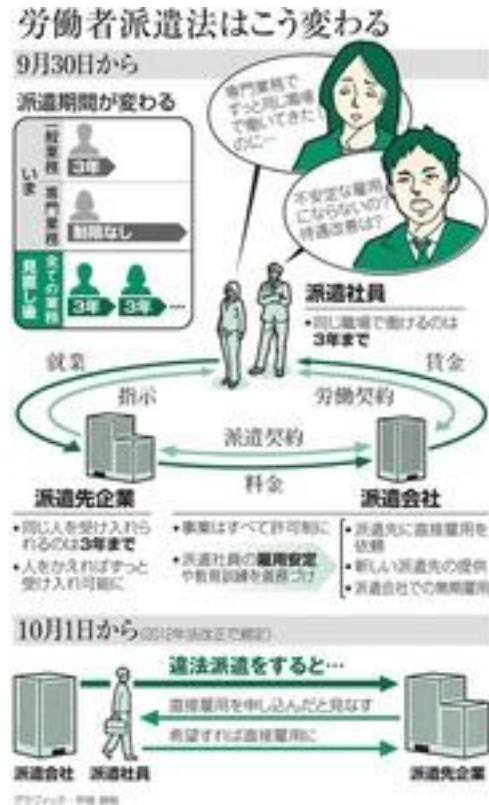 労働者派遣法はこう変わる
9月30日から
派遣期間が変わる
いま
一般業務
3年
専門業務
制限なし
見直し後
全ての業務
3年
3年
…
専門業務で
ずっと同じ職場
で働いてきた
のに…
不安定な雇用
にならないの?
待遇改善は?
派遣社員
・同じ職場で働けるのは
3年まで
就業
指示
賃金
労働契約
派遣契約
料金
派遣先企業
・同じ人を受け入れら
れるのは3年まで
・人をかえればずっと
受け入れ可能に
派遣会社
・事業はすべて許可制に
・派遣社員の雇用安定
や教育訓練を義務づけ
・派遣先に直接雇用を
依頼
・新しい派遣先の提供
・派遣会社での無期雇用
10月1日から(2012年法改正で規定)
違法派遣をすると…
直接雇用を申し込んだと見なす
希望すれば直接雇用に
派遣会社
派遣社員
派遣先企業
グラフィック・